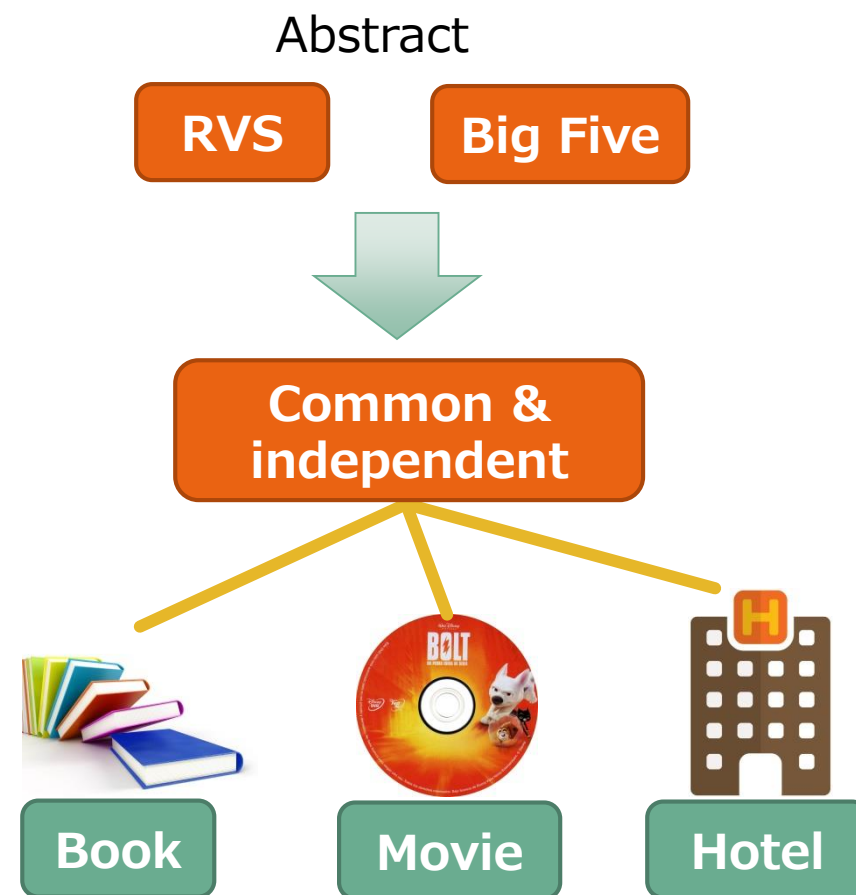 Abstract
RVS
Big Five
Common &
independent
BOLT
H
Book
Movie
Hotel